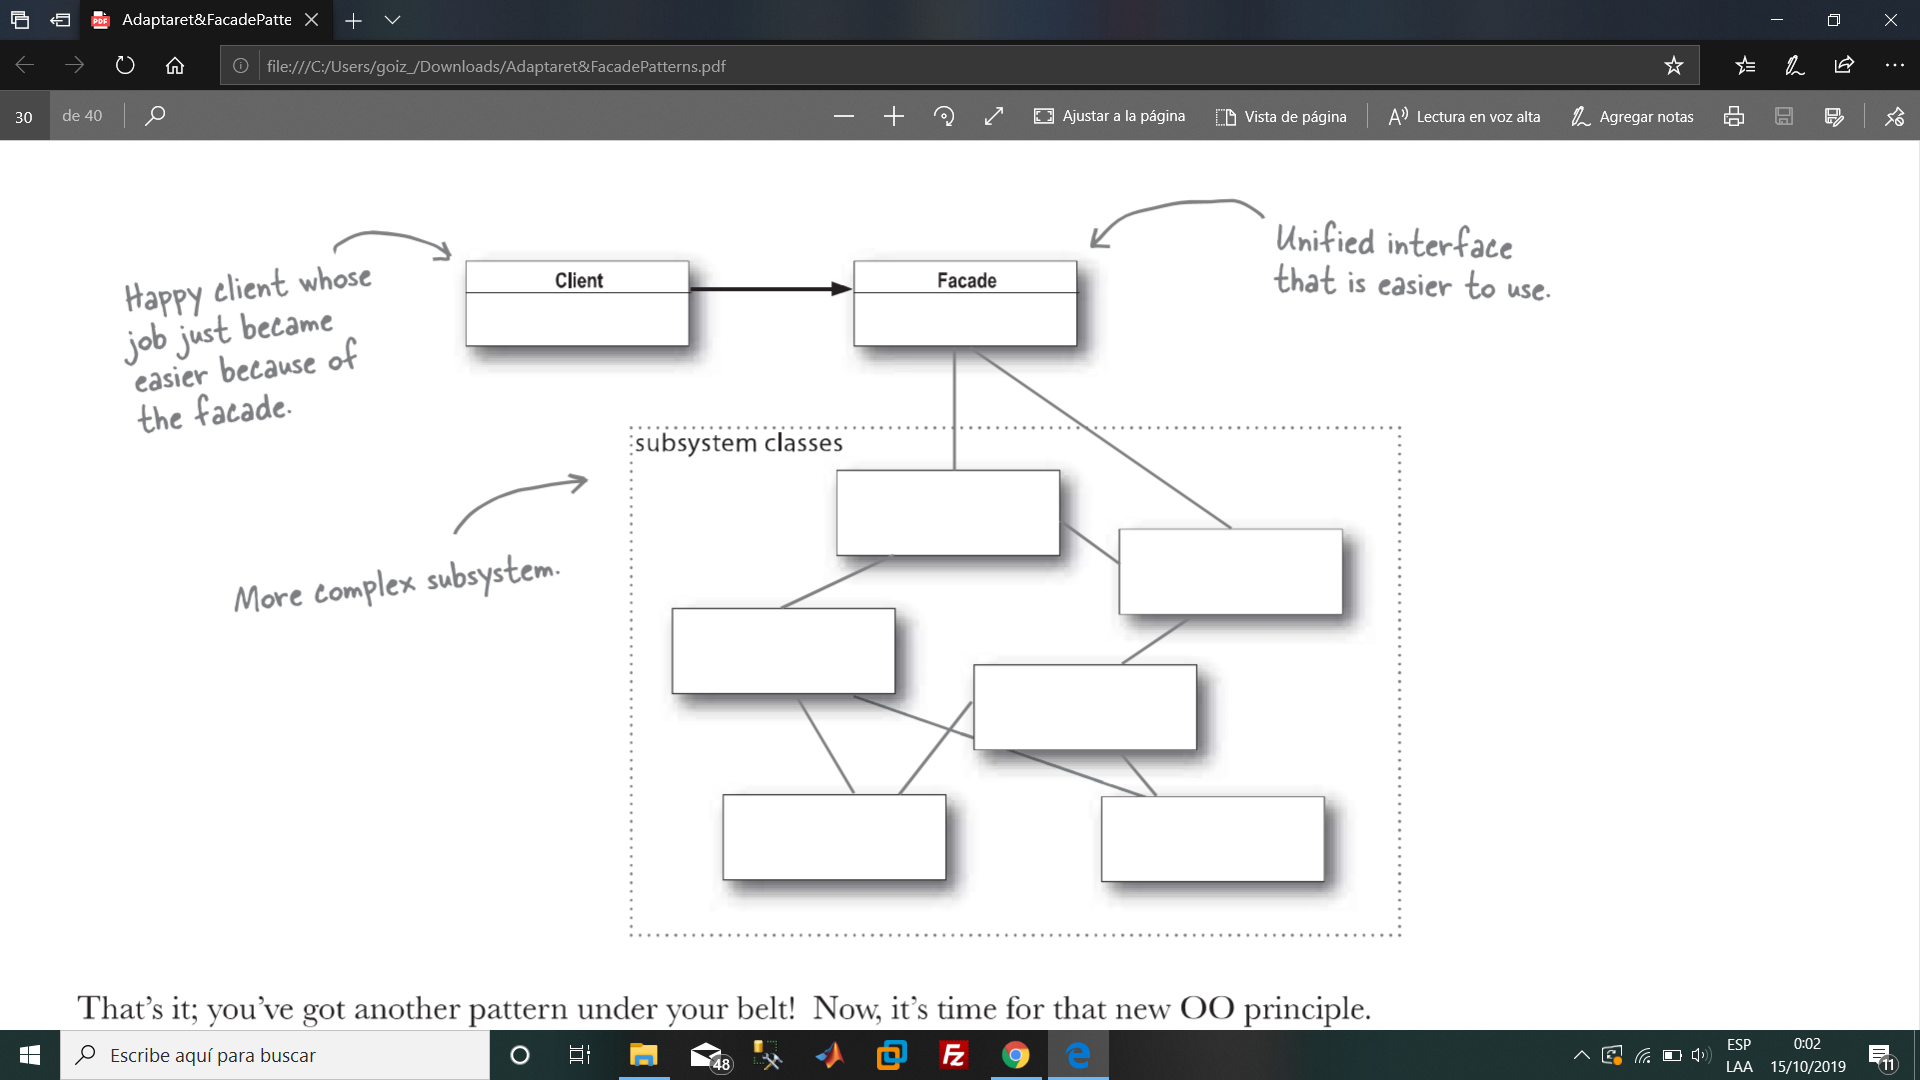 Adaptaret&FacadePatte
file:///C:/Users/goiz_/Downloads/Adaptaret&FacadePatterns.pdf
30 de 40
Ajustar a la página
Vista de página
Lectura en voz alta
Agregar notas
Happy client whose
job just became
easier because of
the facade.
Client
Facade
Unified interface
that is easier to use.
subsystem classes
More complex subsystem.
That's it; you've got another pattern under your belt! Now, it's time for that new OO principle.
Escribe aquí para buscar
48
ESP
LAA
0:02
15/10/2019
11